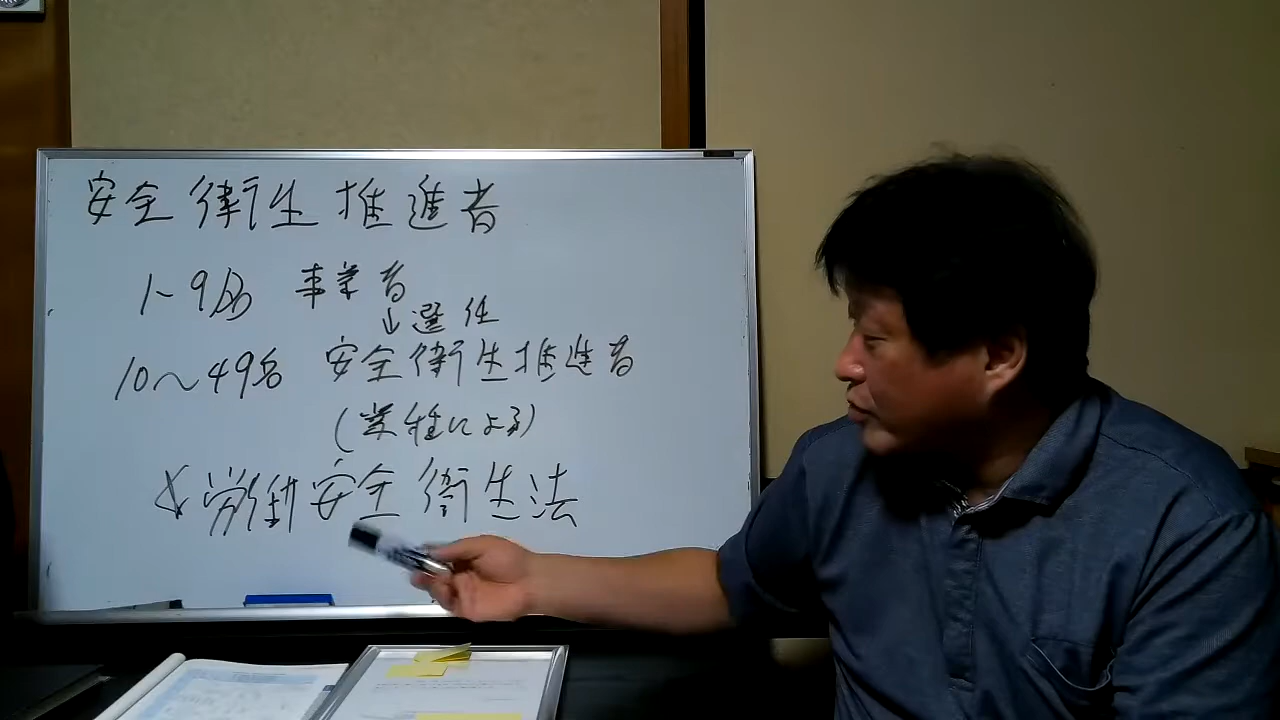 安全衛生推進者
1~9名 事業者
↓選任
10~49名 安全衛生推進者
(業種による)
労働安全衛生法